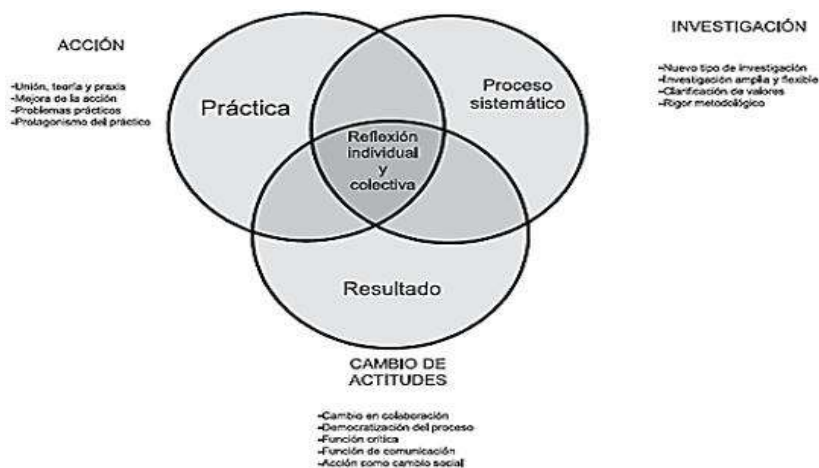 ACCIÓN
-Unión, teoría y praxis
-Mejora de la acción
-Problemas prácticos
-Protagonismo del práctico
Práctica
Proceso
sistemático
INVESTIGACIÓN
-Nuevo tipo de investigación
-Investigación amplia y flexible
-Clarificación de valores
-Rigor metodológico
Reflexión
individual
y
colectiva
Resultado
CAMBIO DE
ACTITUDES
-Cambio en colaboración
-Democratización del proceso
-Función crítica
-Función de comunicación
-Acción como cambio social